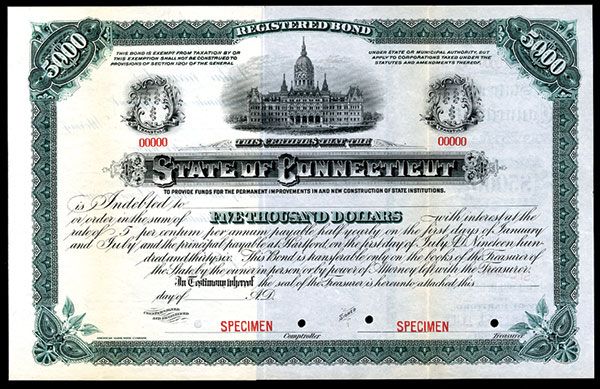 REGISTERED BOND
5000 5000
THIS BOND IS EXEMPT FROM TAXATION BY OR UNDER STATE OR MUNICIPAL AUTHORITY, BUT
THIS EXEMPTION SHALL NOT BE CONSTRUED TO APPLY TO CORPORATIONS TAXED UNDER THE
PROVISIONS OF SECTION 1201 OF THE GENERAL STATUTES AND AMENDMENTS THEREOF.
00000 00000
THIS CERTIFIES THAT THE
STATE OF CONNECTICUT
TO PROVIDE FUNDS FOR THE PERMANENT IMPROVEMENTS IN AND NEW CONSTRUCTION OF STATE INSTITUTIONS.
is Indebted to
or order in the sum of FIVE THOUSAND DOLLARS with interest at the
rate of 5 per centum per annum payable half yearly on the first days of January
and July and the principal payable at Hartford on the first day of July A.D. Nineteen hun-
dred and thirty six. This Bond is transferable only on the books of the Treasurer of
the State by the owner in person or by power of Attorney left with the Treasurer.
In Testimony whereof the seal of the Treasurer is hereunto attached this
day of A.D.
COUNTERSIGNED
AND REGISTERED
SIGNED
SPECIMEN SPECIMEN
AMERICAN BANK NOTE COMPANY
Comptroller Treasurer